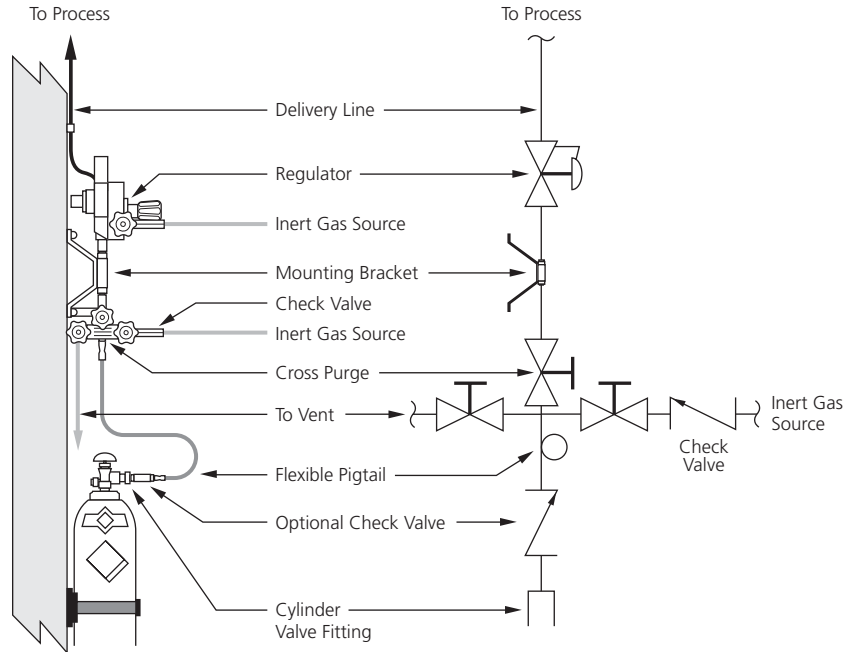 To Process
To Process
Delivery Line
Regulator
Inert Gas Source
Mounting Bracket
Check Valve
Inert Gas Source
Cross Purge
To Vent
Inert Gas
Source
Check
Valve
Flexible Pigtail
Optional Check Valve
Cylinder
Valve Fitting